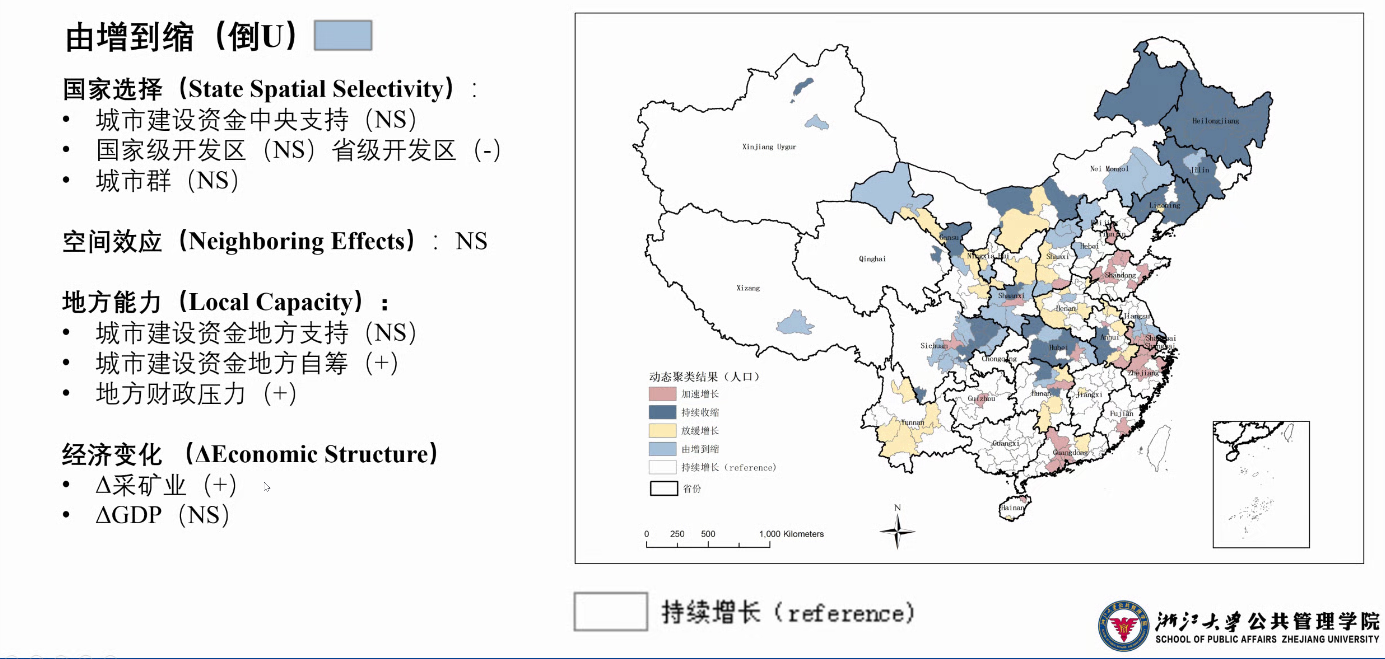 由增到缩（倒U）
国家选择（State Spatial Selectivity）:
• 城市建设资金中央支持（NS）
• 国家级开发区（NS）省级开发区（-）
• 城市群（NS）
空间效应（Neighboring Effects）: NS
地方能力（Local Capacity）:
• 城市建设资金地方支持（NS）
• 城市建设资金地方自筹（+）
• 地方财政压力（+）
经济变化 （ΔEconomic Structure）
• Δ采矿业（+）
• ΔGDP（NS）
Heilongjiang
Xinjiang Uygur
Nei Mongol
Jilin
Liaoning
Hebei
Gansu
Qinghai
Shanxi
Shandong
Xizang
Shaanxi
Henan
Jiangsu
Sichuan
Chongqing
Hubei
Anhui
Shanghai
Zhejiang
Guizhou
Hunan
Jiangxi
Yunnan
Fujian
Guangxi
Guangdong
Hainan
动态聚类结果（人口）
加速增长
持续收缩
放缓增长
由增到缩
持续增长（reference）
省份
N
0 250 500 1,000 Kilometers
持续增长（reference）
浙江大学公共管理学院
SCHOOL OF PUBLIC AFFAIRS ZHEJIANG UNIVERSITY